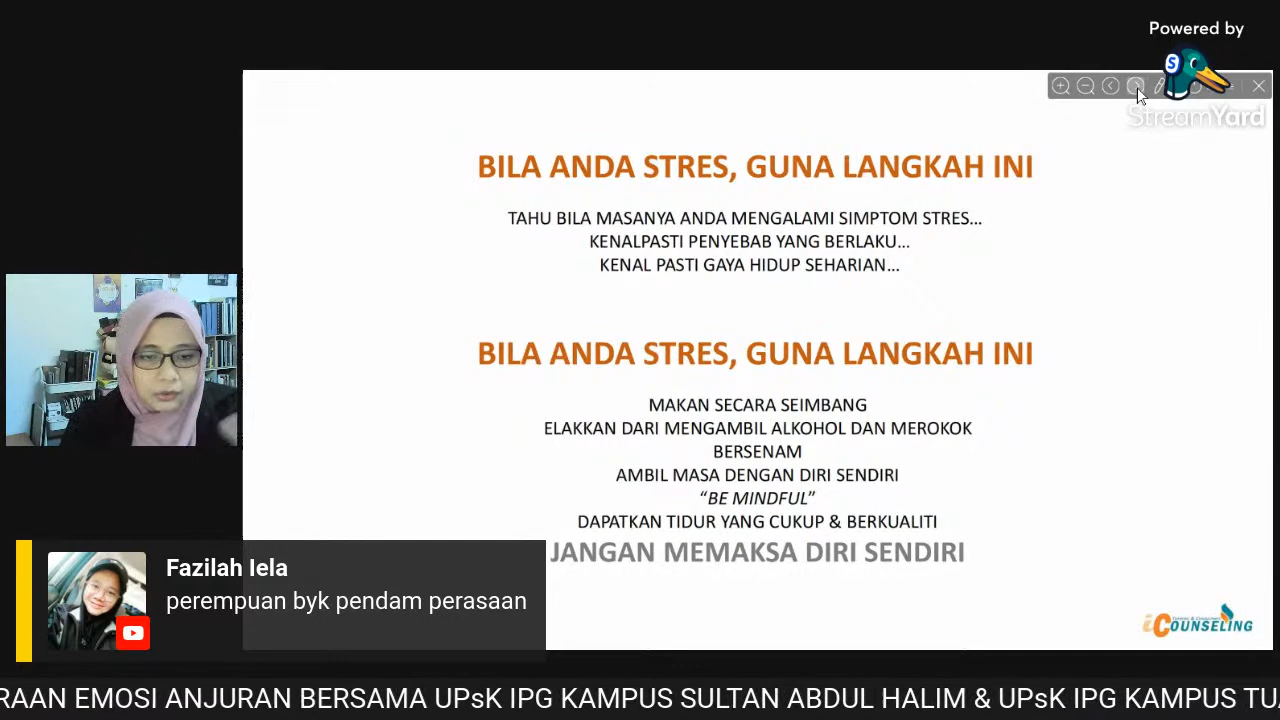 Powered by
StreamYard
BILA ANDA STRES, GUNA LANGKAH INI
TAHU BILA MASANYA ANDA MENGALAMI SIMPTOM STRES...
KENALPASTI PENYEBAB YANG BERLAKU...
KENAL PASTI GAYA HIDUP SEHARIAN...
BILA ANDA STRES, GUNA LANGKAH INI
MAKAN SECARA SEIMBANG
ELAKKAN DARI MENGAMBIL ALKOHOL DAN MEROKOK
BERSENAM
AMBIL MASA DENGAN DIRI SENDIRI
“BE MINDFUL”
DAPATKAN TIDUR YANG CUKUP & BERKUALITI
JANGAN MEMAKSA DIRI SENDIRI
Fazilah Iela
perempuan byk pendam perasaan
iCOUNSELING
RAAN EMOSI ANJURAN BERSAMA UPsK IPG KAMPUS SULTAN ABDUL HALIM & UPsK IPG KAMPUS TU